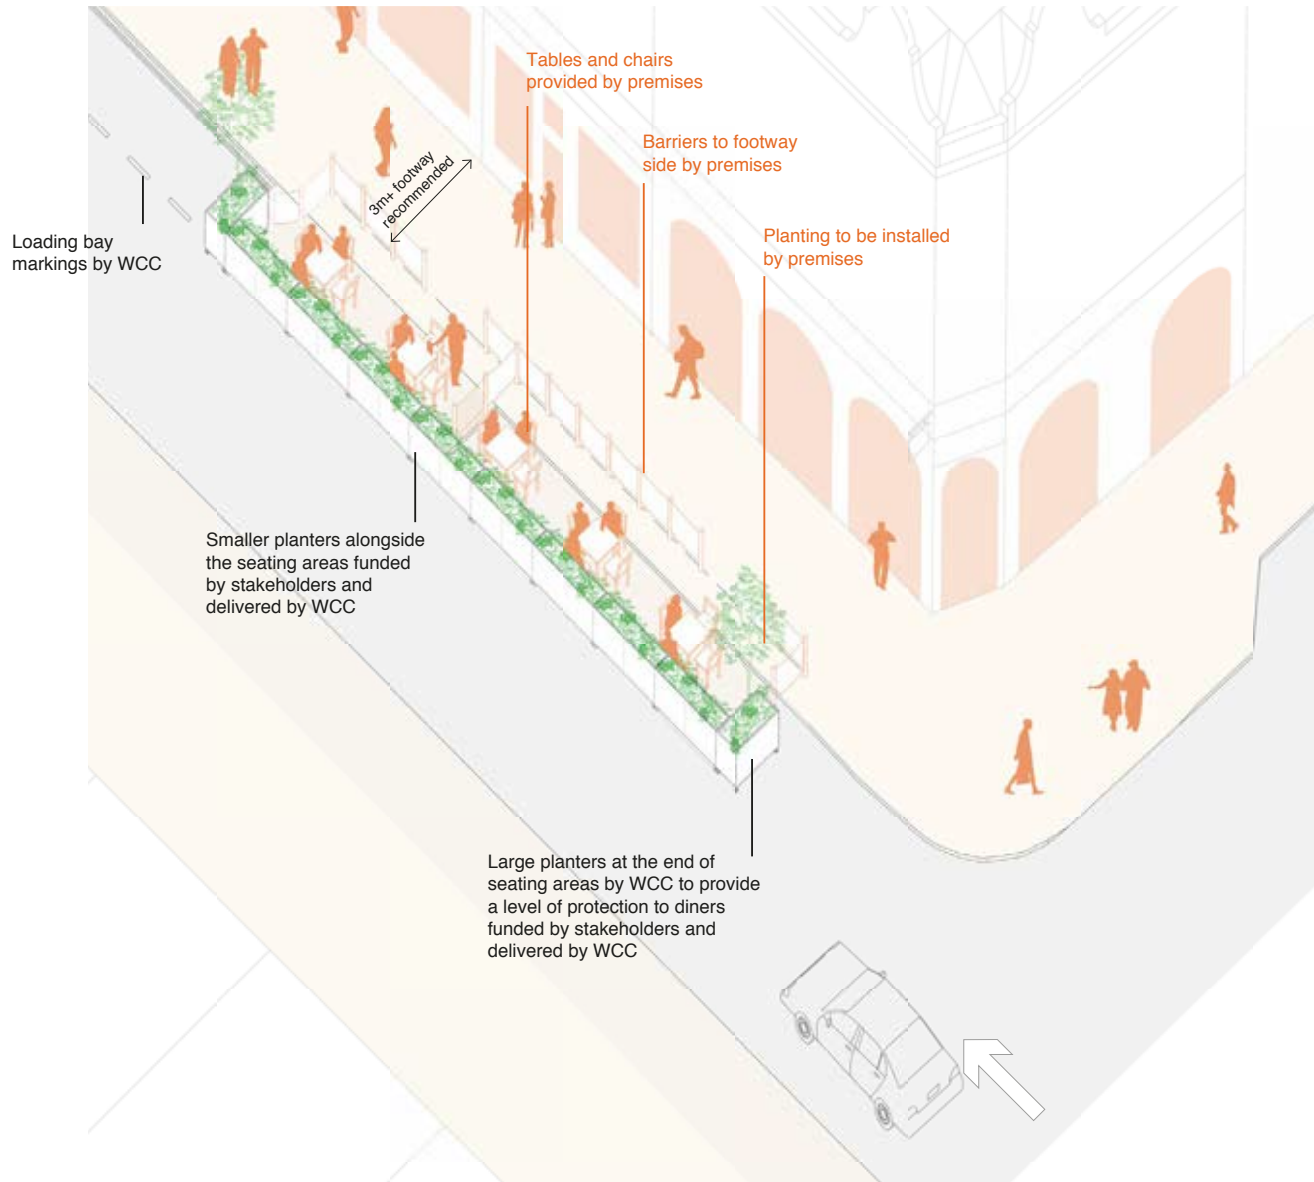 Tables and chairs
provided by premises
Barriers to footway
side by premises
3m+ footway
recommended
Planting to be installed
by premises
Loading bay
markings by WCC
Smaller planters alongside
the seating areas funded
by stakeholders and
delivered by WCC
Large planters at the end of
seating areas by WCC to provide
a level of protection to diners
funded by stakeholders and
delivered by WCC